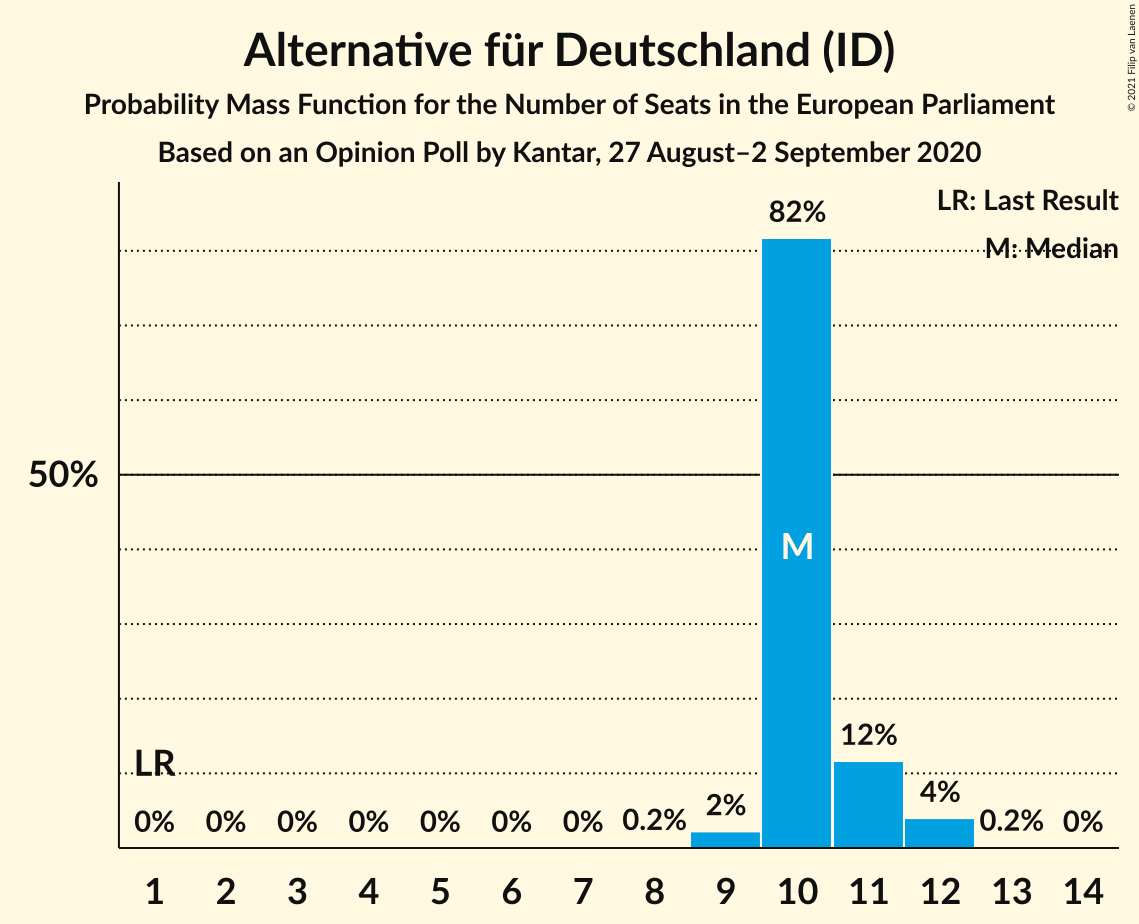 Alternative für Deutschland (ID)
Probability Mass Function for the Number of Seats in the European Parliament
Based on an Opinion Poll by Kantar, 27 August–2 September 2020
© 2021 Filip van Laenen
LR: Last Result
M: Median
82%
50%
M
12%
LR
4%
2%
0% 0% 0% 0% 0% 0% 0% 0.2% 0.2% 0%
1 2 3 4 5 6 7 8 9 10 11 12 13 14